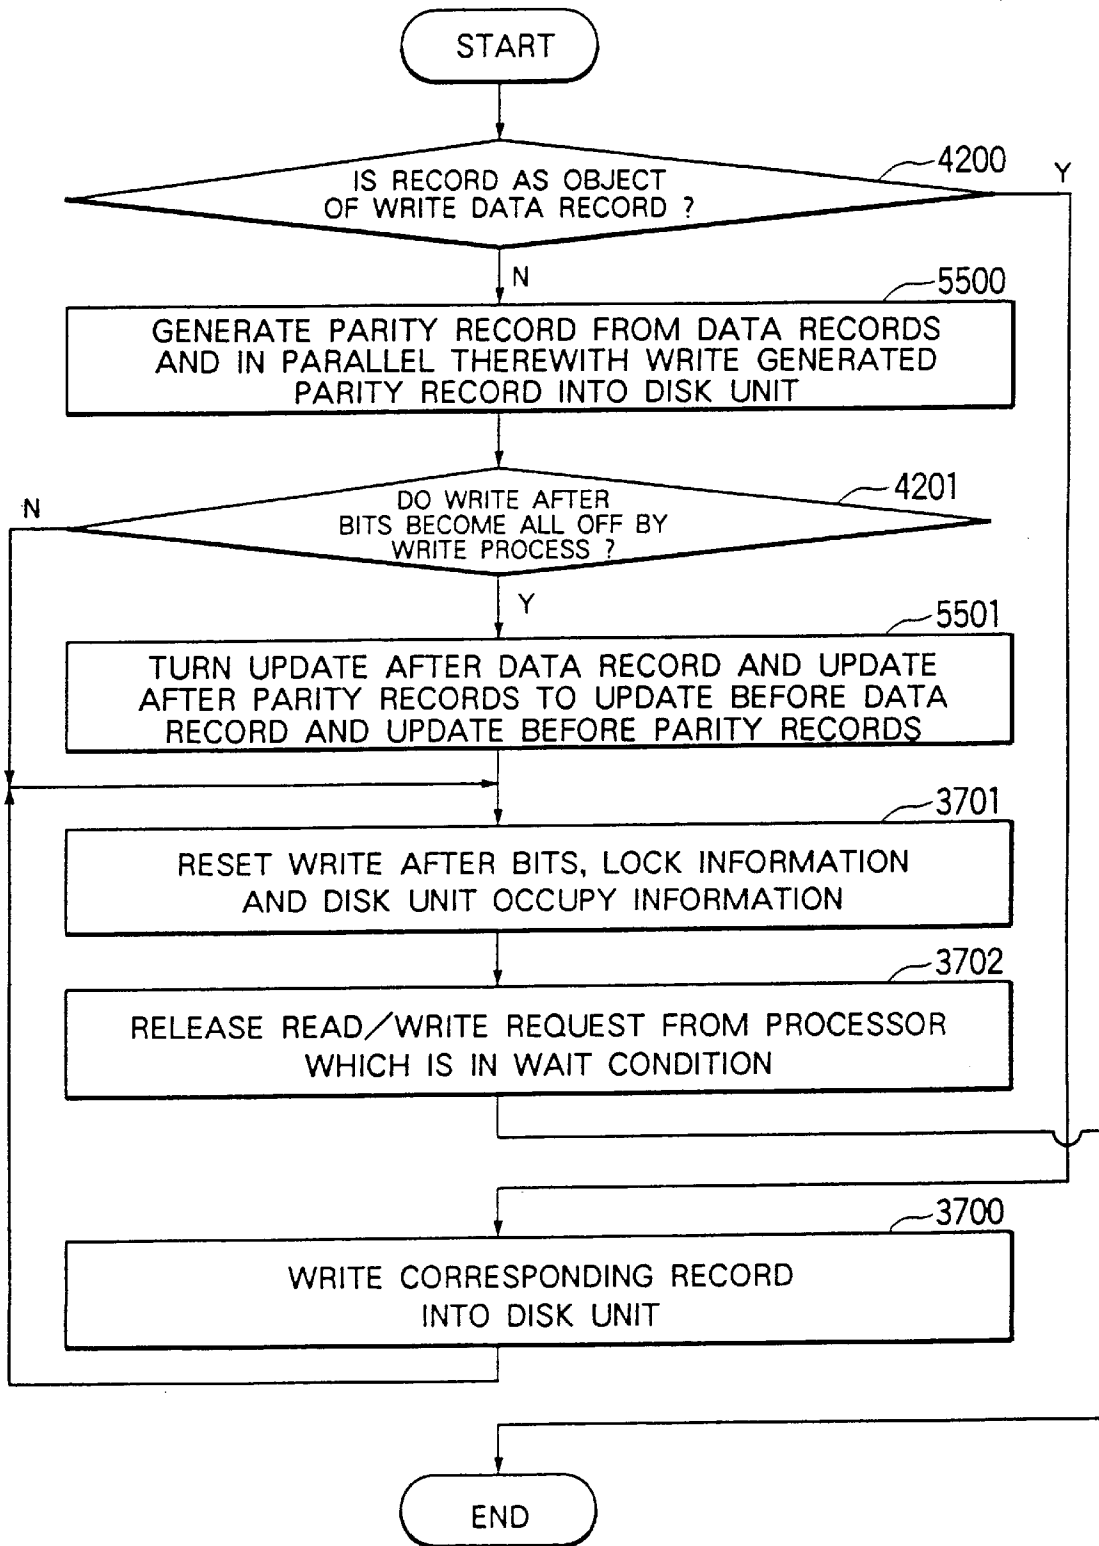 START
4200
Y
IS RECORD AS OBJECT
OF WRITE DATA RECORD ?
N
5500
GENERATE PARITY RECORD FROM DATA RECORDS
AND IN PARALLEL THEREWITH WRITE GENERATED
PARITY RECORD INTO DISK UNIT
4201
N
DO WRITE AFTER
BITS BECOME ALL OFF BY
WRITE PROCESS ?
Y
5501
TURN UPDATE AFTER DATA RECORD AND UPDATE
AFTER PARITY RECORDS TO UPDATE BEFORE DATA
RECORD AND UPDATE BEFORE PARITY RECORDS
3701
RESET WRITE AFTER BITS, LOCK INFORMATION
AND DISK UNIT OCCUPY INFORMATION
3702
RELEASE READ/WRITE REQUEST FROM PROCESSOR
WHICH IS IN WAIT CONDITION
3700
WRITE CORRESPONDING RECORD
INTO DISK UNIT
END